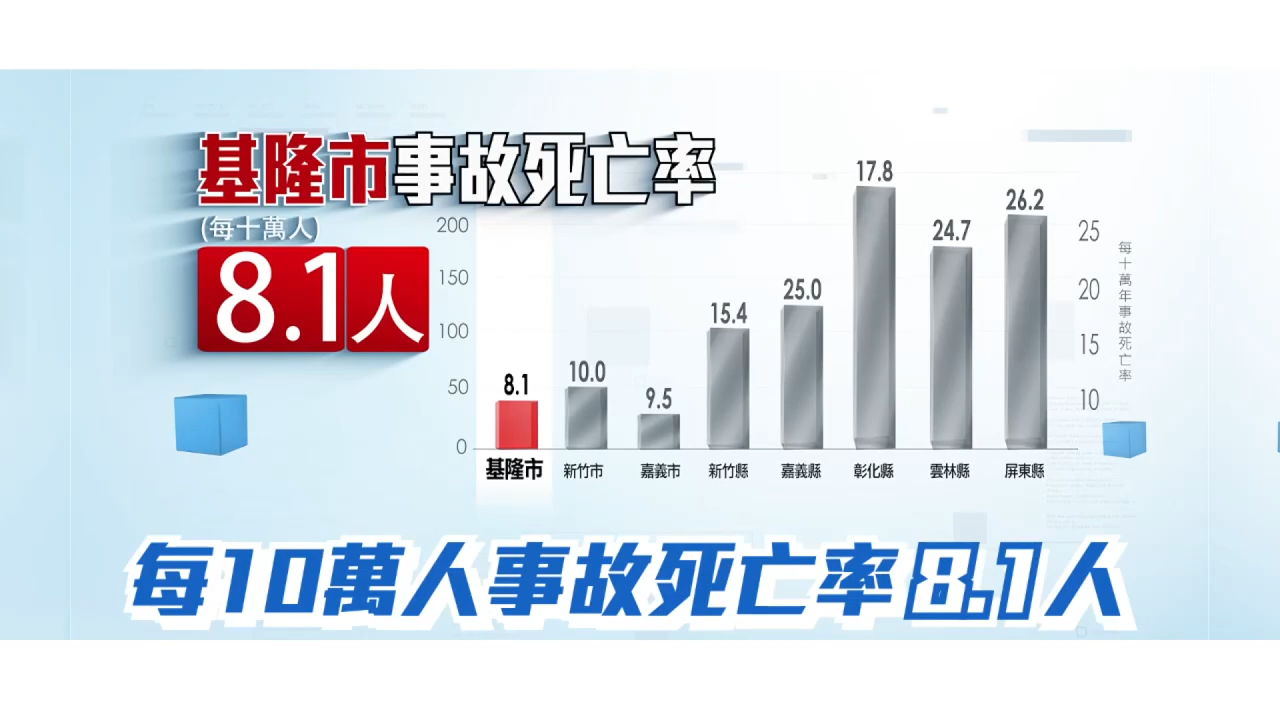 基隆市事故死亡率
(每十萬人)
8.1人
200
150
100
50
0
8.1
10.0
9.5
15.4
25.0
17.8
24.7
26.2
基隆市
新竹市
嘉義市
新竹縣
嘉義縣
彰化縣
雲林縣
屏東縣
25
20
15
10
每十萬年事故死亡率
每10萬人事故死亡率8.1人